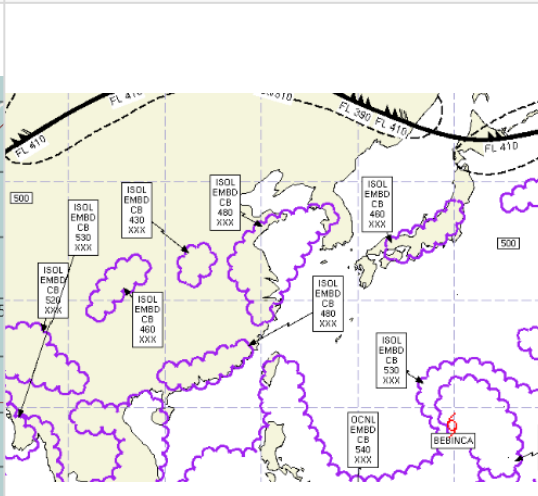 FL 410
FL 390
FL 410
FL 410
FL 410
500
ISOL
EMBD
CB
530
XXX
ISOL
EMBD
CB
430
XXX
ISOL
EMBD
CB
480
XXX
ISOL
EMBD
CB
460
XXX
500
ISOL
EMBD
CB
520
XXX
ISOL
EMBD
CB
460
XXX
ISOL
EMBD
CB
480
XXX
ISOL
EMBD
CB
530
XXX
OCNL
EMBD
CB
540
XXX
BEBINCA